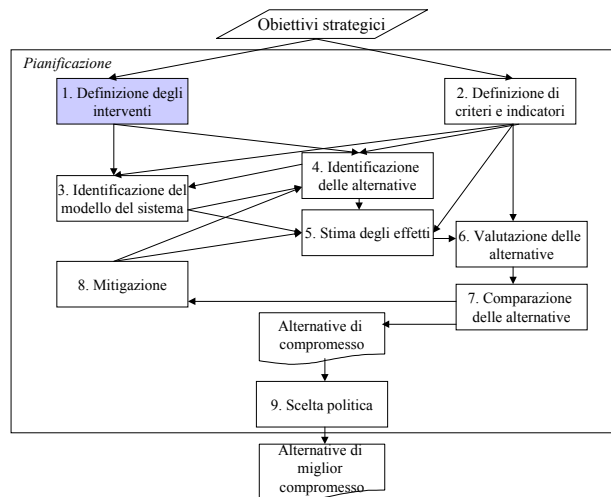 Obiettivi strategici
Pianificazione
1. Definizione degli
interventi
2. Definizione di
criteri e indicatori
4. Identificazione
delle alternative
3. Identificazione del
modello del sistema
5. Stima degli effetti
6. Valutazione delle
alternative
8. Mitigazione
7. Comparazione
delle alternative
Alternative di
compromesso
9. Scelta politica
Alternative di
miglior
compromesso